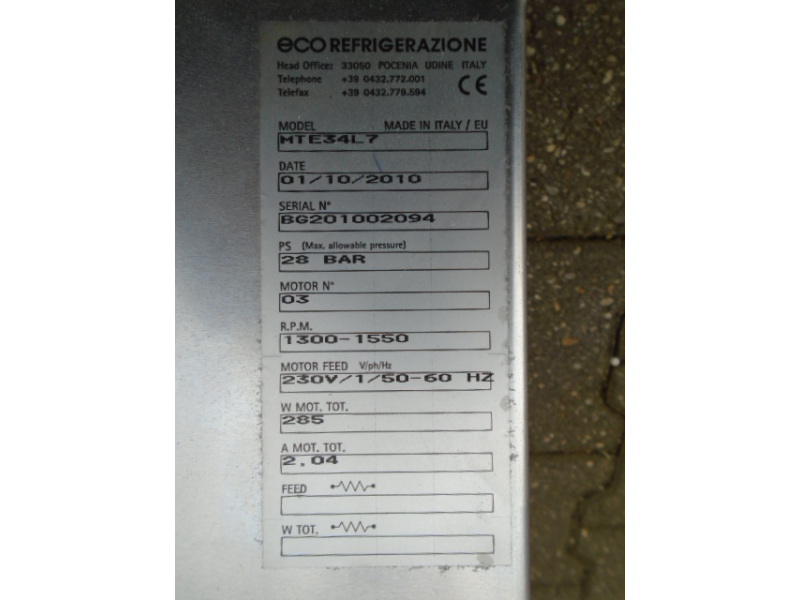 eco REFRIGERAZIONE
Head Office: 33050 POCENIA UDINE ITALY
Telephone +39 0432.772.001
Telefax +39 0432.779.594
CE
MODEL MADE IN ITALY / EU
MTE34L7
DATE
01/10/2010
SERIAL N°
BG201002094
PS (Max. allowable pressure)
28 BAR
MOTOR N°
03
R.P.M.
1300-1550
MOTOR FEED V/ph/Hz
230V/1/50-60 HZ
W MOT. TOT.
285
A MOT. TOT.
2.04
FEED
W TOT.